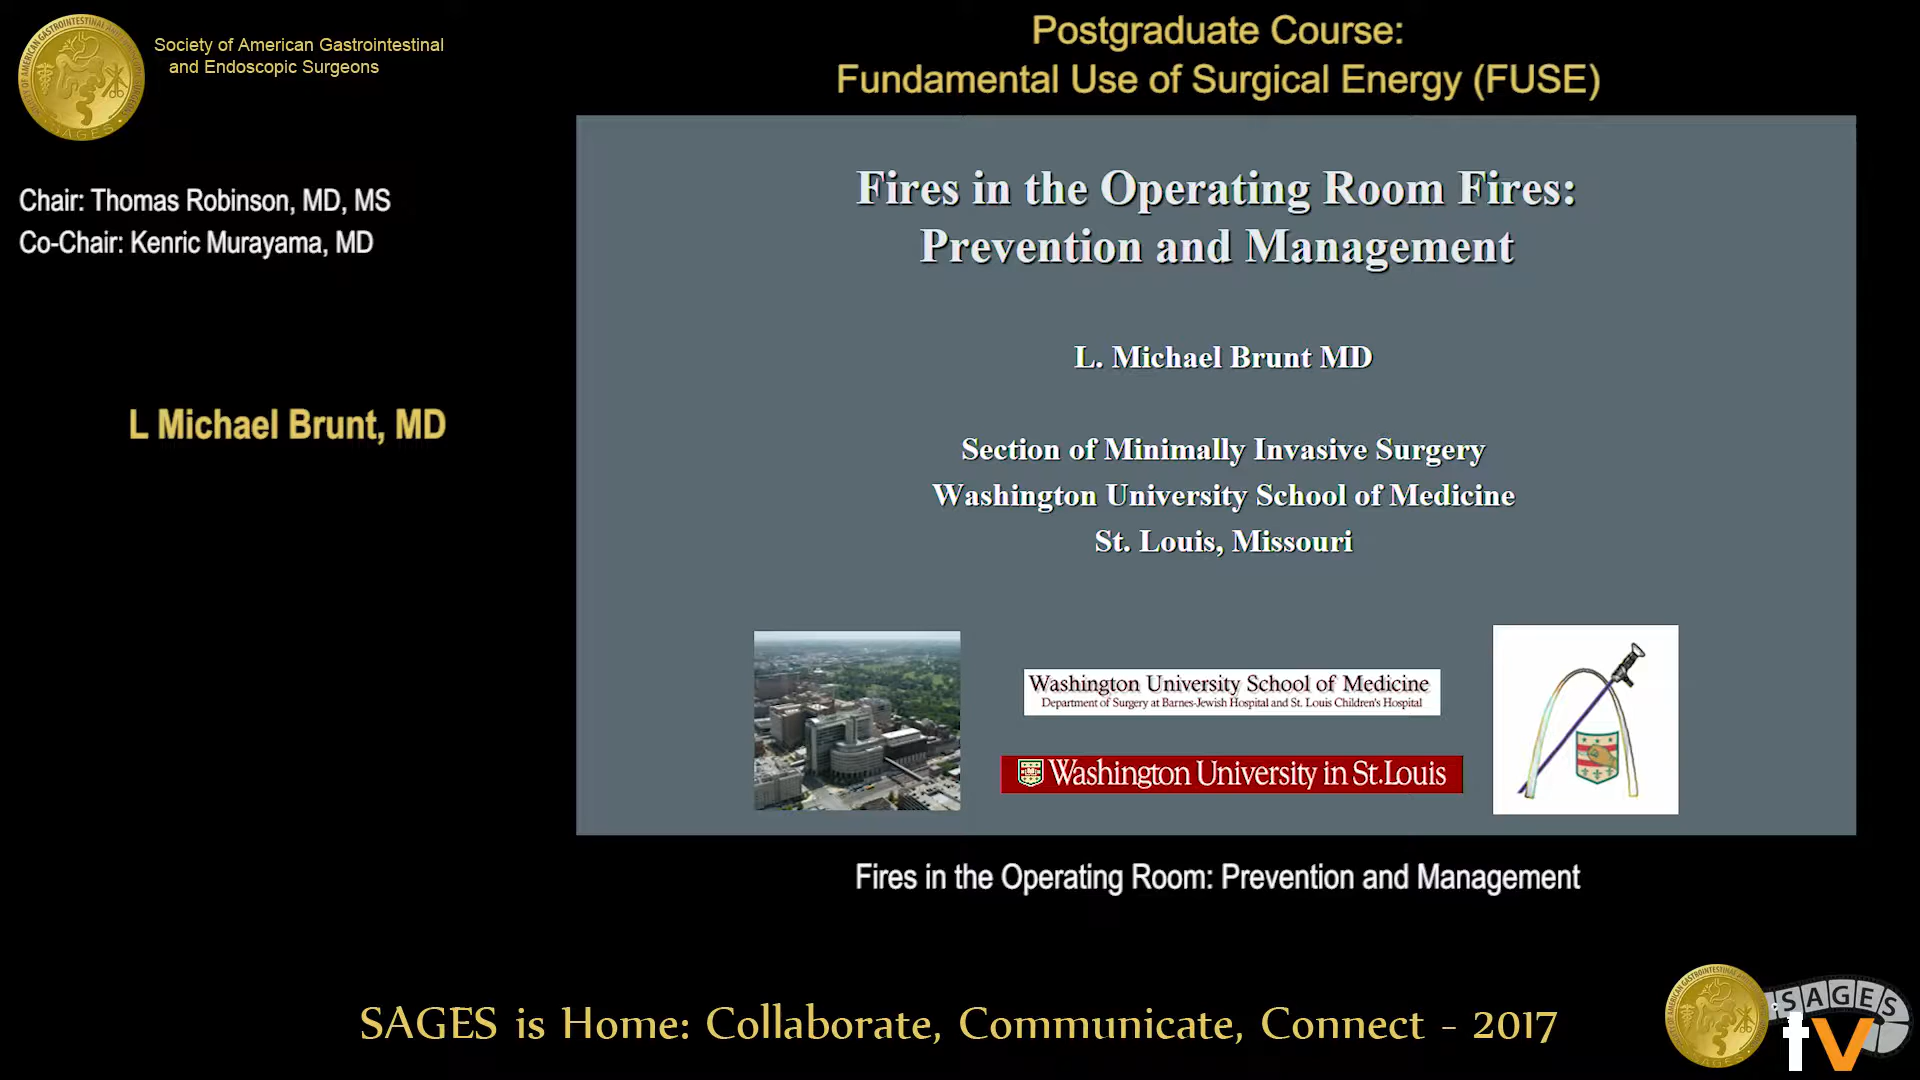 Society of American Gastrointestinal
and Endoscopic Surgeons
Postgraduate Course:
Fundamental Use of Surgical Energy (FUSE)
Chair: Thomas Robinson, MD, MS
Co-Chair: Kenric Murayama, MD
L Michael Brunt, MD
Fires in the Operating Room Fires:
Prevention and Management
L. Michael Brunt MD
Section of Minimally Invasive Surgery
Washington University School of Medicine
St. Louis, Missouri
Washington University School of Medicine
Department of Surgery at Barnes-Jewish Hospital and St. Louis Children's Hospital
Washington University in St.Louis
Fires in the Operating Room: Prevention and Management
SAGES is Home: Collaborate, Communicate, Connect - 2017
SAGES
tv